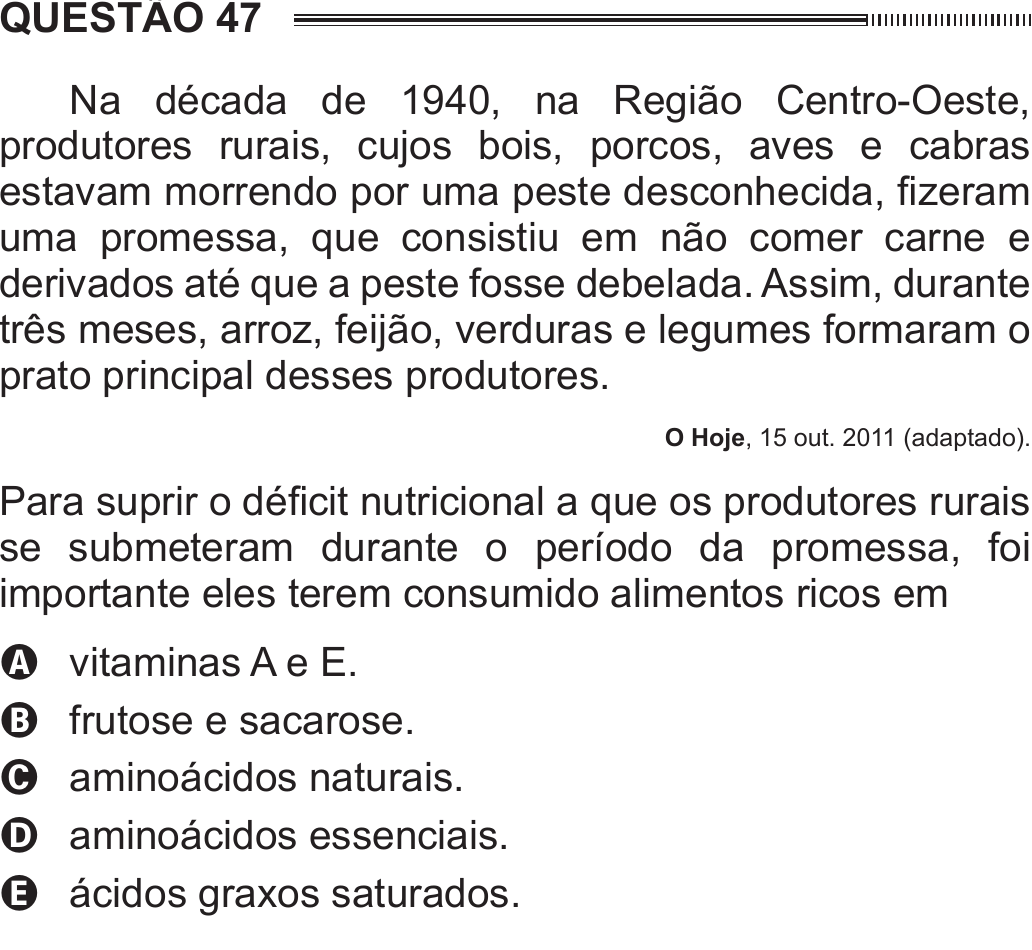 QUESTÃO 47
Na década de 1940, na Região Centro-Oeste,
produtores rurais, cujos bois, porcos, aves e cabras
estavam morrendo por uma peste desconhecida, fizeram
uma promessa, que consistiu em não comer carne e
derivados até que a peste fosse debelada. Assim, durante
três meses, arroz, feijão, verduras e legumes formaram o
prato principal desses produtores.
O Hoje, 15 out. 2011 (adaptado).
Para suprir o déficit nutricional a que os produtores rurais
se submeteram durante o período da promessa, foi
importante eles terem consumido alimentos ricos em
A vitaminas A e E.
B frutose e sacarose.
C aminoácidos naturais.
D aminoácidos essenciais.
E ácidos graxos saturados.